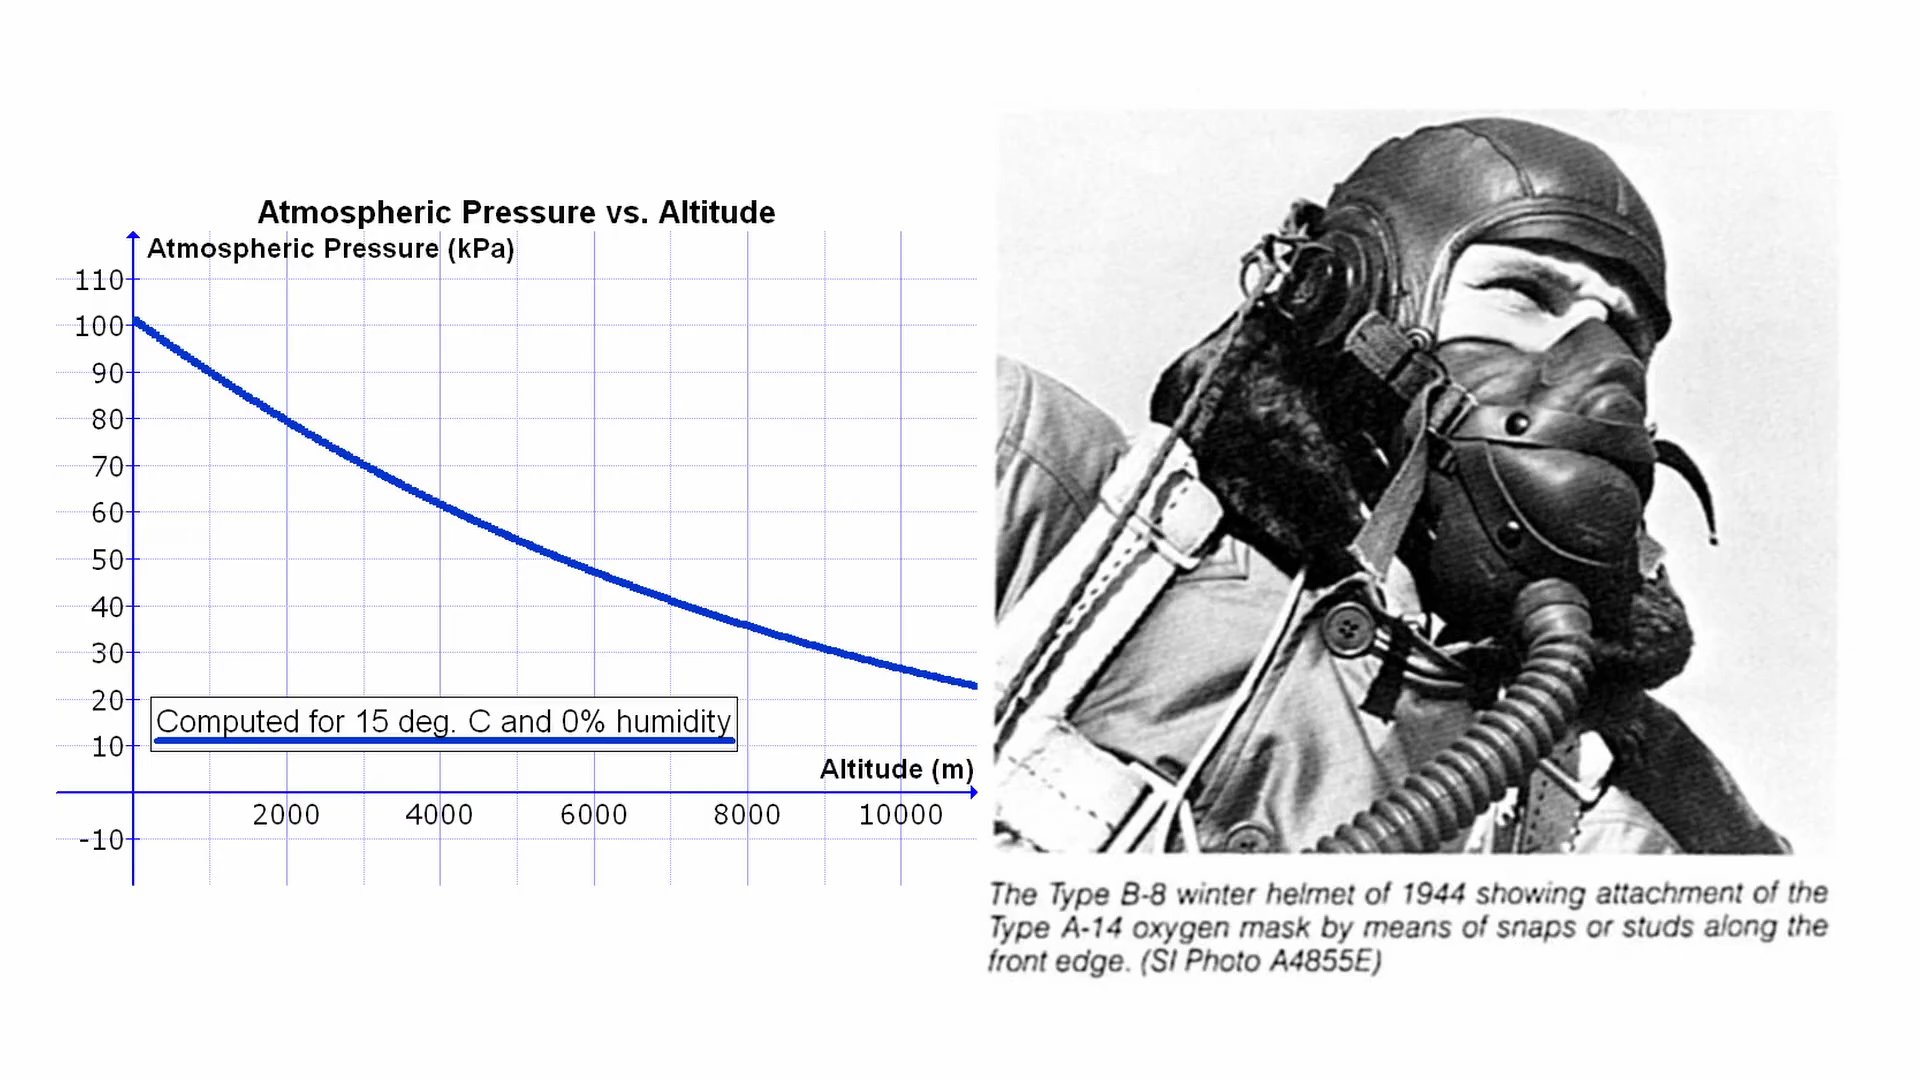 Atmospheric Pressure vs. Altitude
Atmospheric Pressure (kPa)
110
100
90
80
70
60
50
40
30
20
Computed for 15 deg. C and 0% humidity
10
Altitude (m)
2000 4000 6000 8000 10000
-10
The Type B-8 winter helmet of 1944 showing attachment of the
Type A-14 oxygen mask by means of snaps or studs along the
front edge. (SI Photo A4855E)